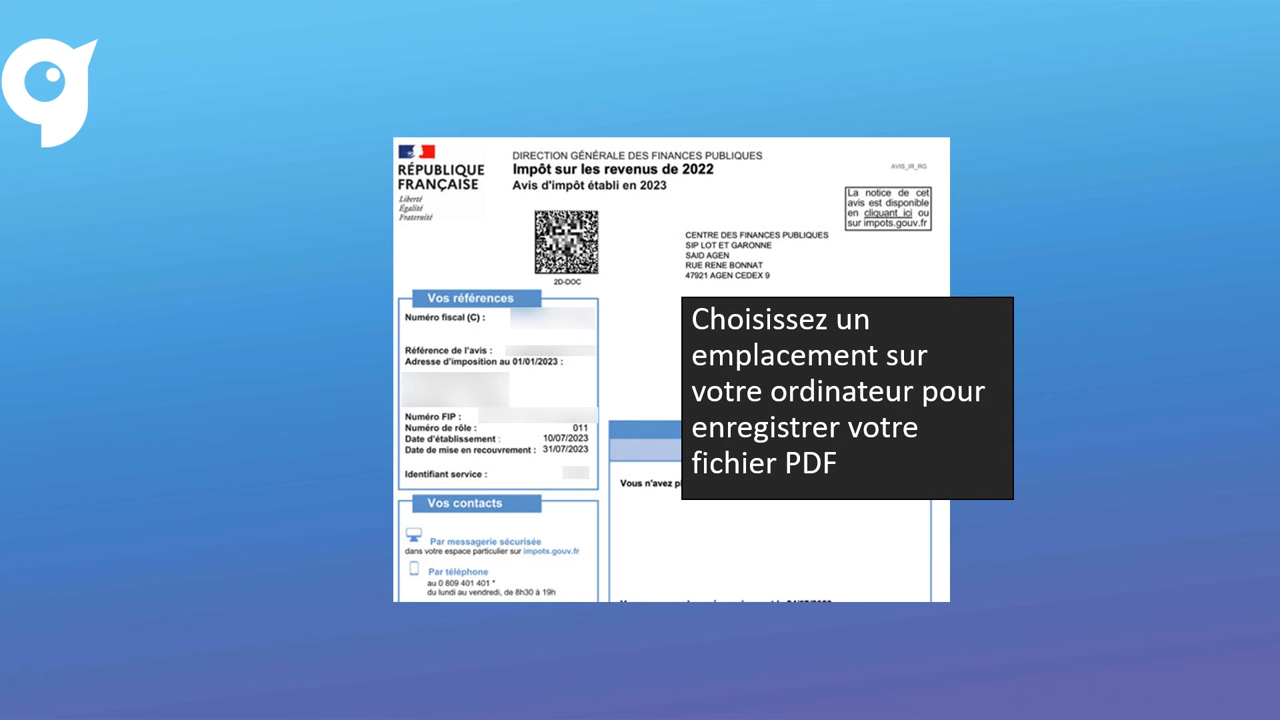 RÉPUBLIQUE
FRANÇAISE
Liberté
Égalité
Fraternité
DIRECTION GÉNÉRALE DES FINANCES PUBLIQUES
Impôt sur les revenus de 2022
Avis d'impôt établi en 2023
AVIS_IR_RG
La notice de cet
avis est disponible
en cliquant ici ou
sur impots.gouv.fr
2D-DOC
CENTRE DES FINANCES PUBLIQUES
SIP LOT ET GARONNE
SAID AGEN
RUE RENE BONNAT
47921 AGEN CEDEX 9
Vos références
Numéro fiscal (C) :
Référence de l'avis :
Adresse d'imposition au 01/01/2023 :
Numéro FIP :
Numéro de rôle : 011
Date d'établissement : 10/07/2023
Date de mise en recouvrement : 31/07/2023
Identifiant service :
Vos contacts
Par messagerie sécurisée
dans votre espace particulier sur impots.gouv.fr
Par téléphone
au 0 809 401 401 *
du lundi au vendredi, de 8h30 à 19h
Vous n'avez
Choisissez un
emplacement sur
votre ordinateur pour
enregistrer votre
fichier PDF